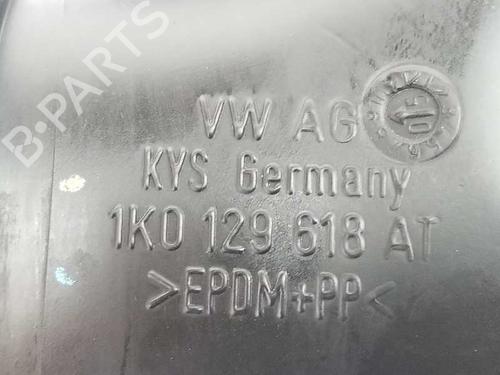 B-PARTS
VW AG
KYS Germany
1K0 129 618 AT
>EPDM+PP<